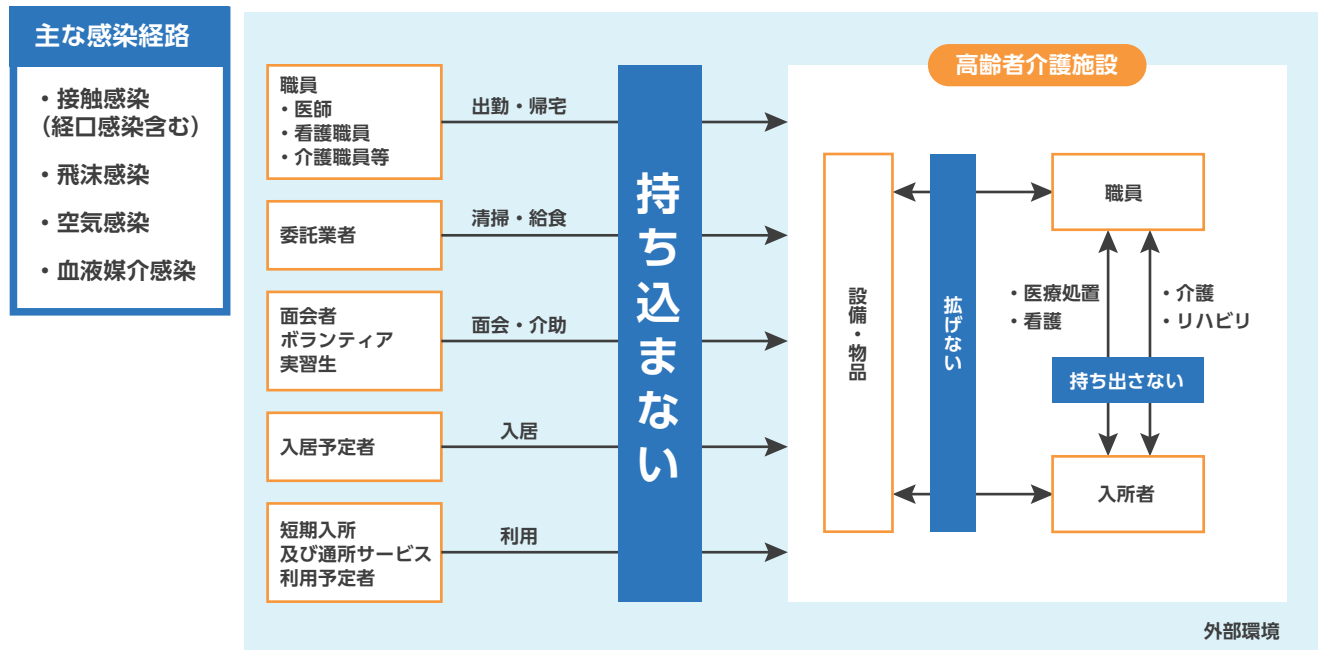 主な感染経路
・接触感染
（経口感染含む）
・飛沫感染
・空気感染
・血液媒介感染
職員
・医師
・看護職員
・介護職員等
出勤・帰宅
委託業者
清掃・給食
面会者
ボランティア
実習生
面会・介助
入居予定者
入居
短期入所
及び通所サービス
利用予定者
利用
持ち込まない
高齢者介護施設
設備・物品
拡げない
職員
・医療処置
・看護
・介護
・リハビリ
持ち出さない
入所者
外部環境